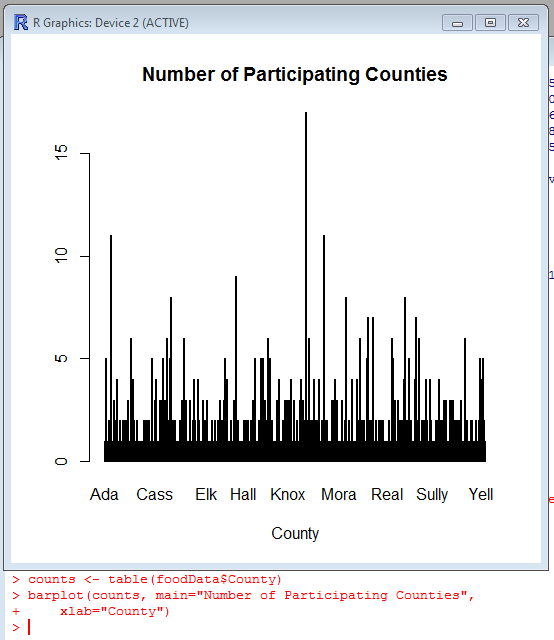 R Graphics: Device 2 (ACTIVE)
Number of Participating Counties
15
10
5
0
Ada Cass Elk Hall Knox Mora Real Sully Yell
County
> counts <- table(foodData$County)
> barplot(counts, main="Number of Participating Counties",
+ xlab="County")
>